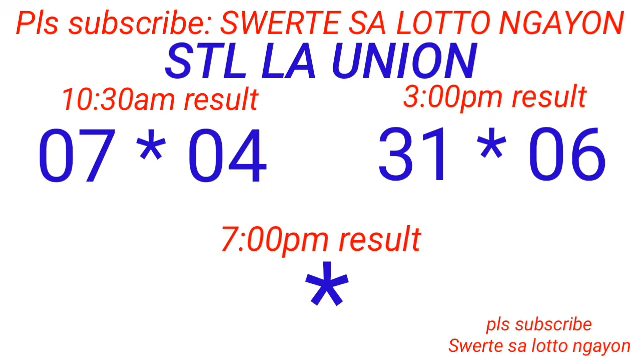 Pls subscribe: SWERTE SA LOTTO NGAYON
STL LA UNION
10:30am result
07 * 04
3:00pm result
31 * 06
7:00pm result
*
pls subscribe
Swerte sa lotto ngayon